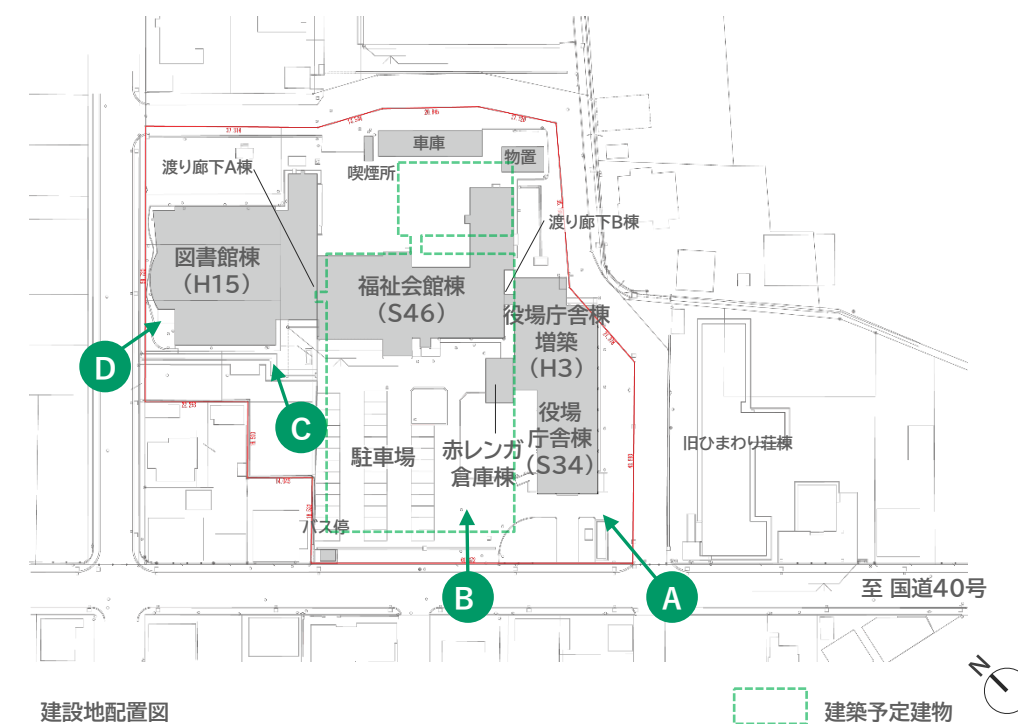 車庫
物置
渡り廊下A棟
喫煙所
渡り廊下B棟
図書館棟
（H15）
福祉会館棟
（S46）
役場庁舎棟
増築
（H3）
D
C
役場
庁舎棟
（S34）
旧ひまわり荘棟
駐車場
赤レンガ
倉庫棟
バス停
B
A
至 国道40号
N
建設地配置図
建築予定建物